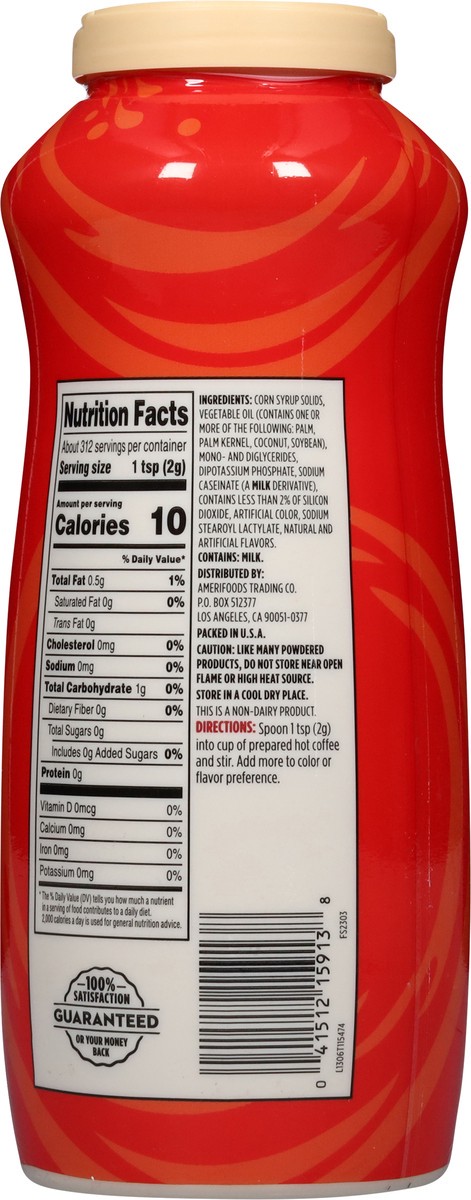 Nutrition Facts
About 312 servings per container
Serving size 1 tsp (2g)
Amount per serving
Calories 10
% Daily Value*
Total Fat 0.5g 1%
Saturated Fat 0g 0%
Trans Fat 0g
Cholesterol 0mg 0%
Sodium 0mg 0%
Total Carbohydrate 1g 0%
Dietary Fiber 0g 0%
Total Sugars 0g
Includes 0g Added Sugars 0%
Protein 0g
Vitamin D 0mcg 0%
Calcium 0mg 0%
Iron 0mg 0%
Potassium 0mg 0%
*The % Daily Value (DV) tells you how much a nutrient
in a serving of food contributes to a daily diet.
2,000 calories a day is used for general nutrition advice.
-100%-
SATISFACTION
GUARANTEED
OR YOUR MONEY
BACK
INGREDIENTS: CORN SYRUP SOLIDS,
VEGETABLE OIL (CONTAINS ONE OR
MORE OF THE FOLLOWING: PALM,
PALM KERNEL, COCONUT, SOYBEAN),
MONO- AND DIGLYCERIDES,
DIPOTASSIUM PHOSPHATE, SODIUM
CASEINATE (A MILK DERIVATIVE),
CONTAINS LESS THAN 2% OF SILICON
DIOXIDE, ARTIFICIAL COLOR, SODIUM
STEAROYL LACTYLATE, NATURAL AND
ARTIFICIAL FLAVORS.
CONTAINS: MILK.
DISTRIBUTED BY:
AMERIFOODS TRADING CO.
P.O. BOX 512377
LOS ANGELES, CA 90051-0377
PACKED IN U.S.A.
CAUTION: LIKE MANY POWDERED
PRODUCTS, DO NOT STORE NEAR OPEN
FLAME OR HIGH HEAT SOURCE.
STORE IN A COOL DRY PLACE.
THIS IS A NON-DAIRY PRODUCT.
DIRECTIONS: Spoon 1 tsp (2g)
into cup of prepared hot coffee
and stir. Add more to color or
flavor preference.
0 41512 15913 8
FS2303
L1306T115474